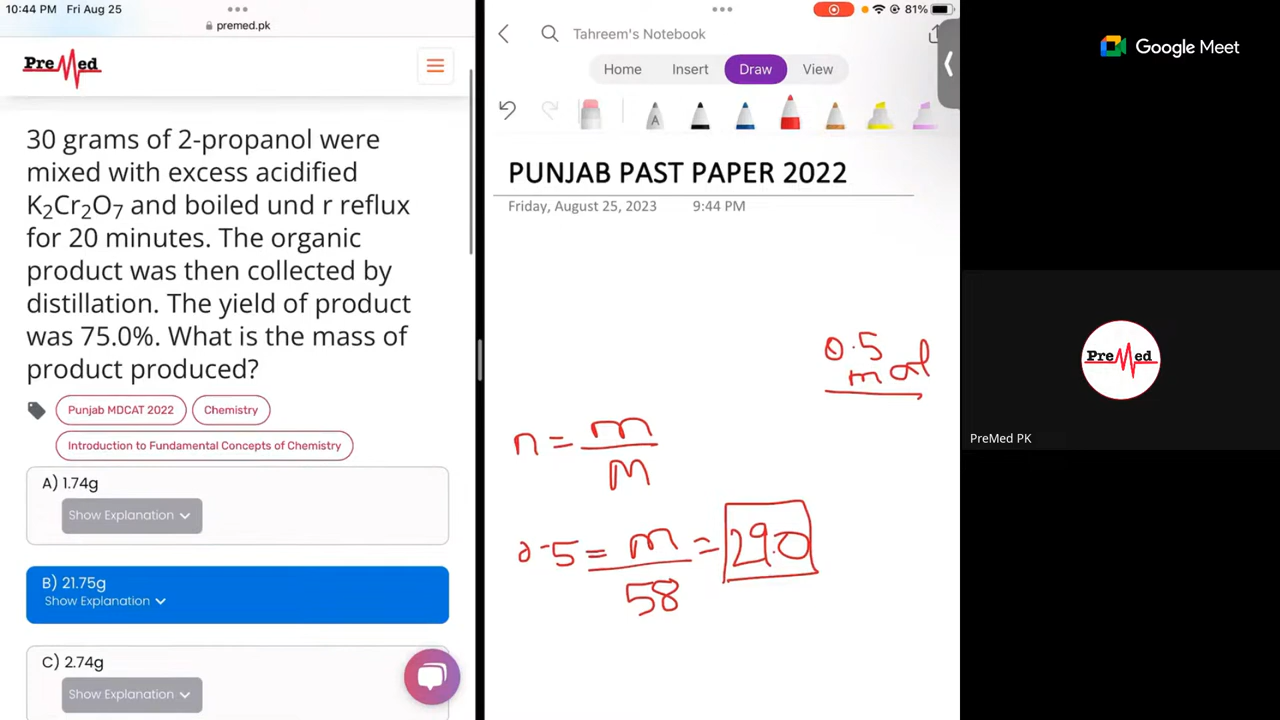 10:44 PM Fri Aug 25
premed.pk
PreMed
30 grams of 2-propanol were
mixed with excess acidified
K₂Cr₂O₇ and boiled und r reflux
for 20 minutes. The organic
product was then collected by
distillation. The yield of product
was 75.0%. What is the mass of
product produced?
Punjab MDCAT 2022
Chemistry
Introduction to Fundamental Concepts of Chemistry
A) 1.74g
Show Explanation
B) 21.75g
Show Explanation
C) 2.74g
Show Explanation
81%
Tahreem's Notebook
Home Insert Draw View
A
PUNJAB PAST PAPER 2022
Friday, August 25, 2023 9:44 PM
0.5
mol
n = m
M
0.5 = m = 29.0
58
Google Meet
PreMed
PreMed PK